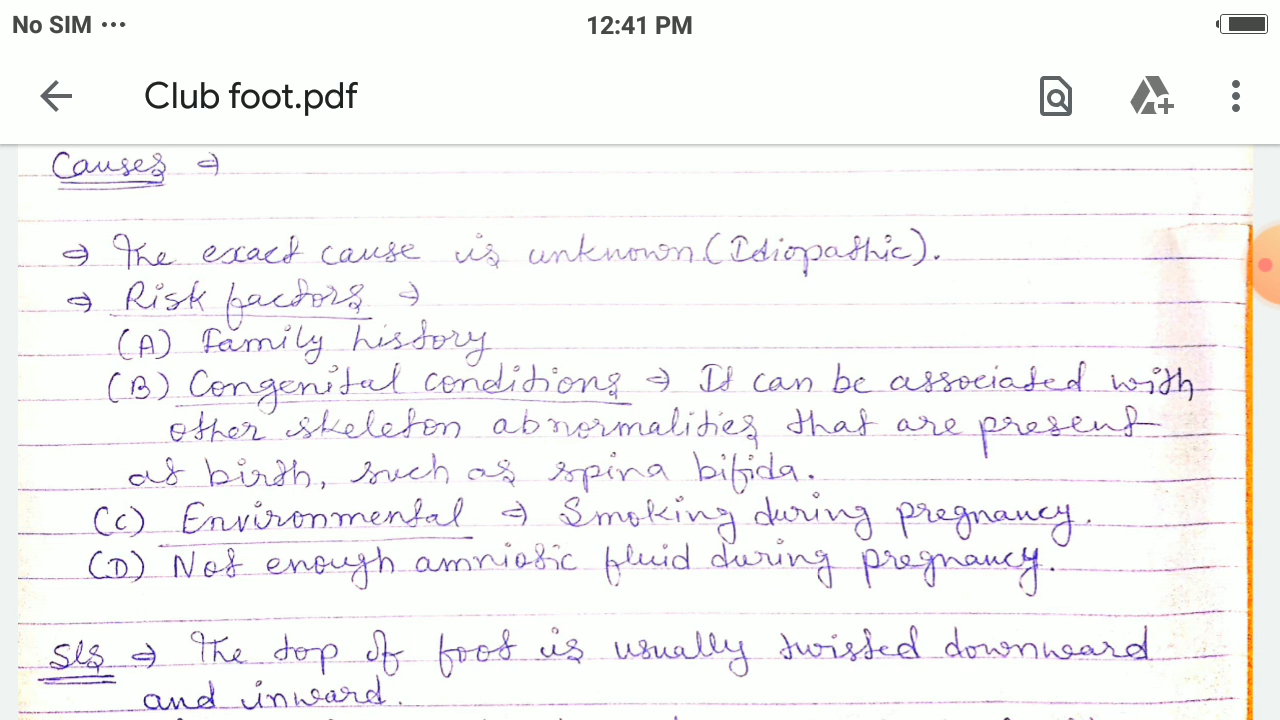 No SIM ...
12:41 PM
Club foot.pdf
Causes ⇒
⇒ The exact cause is unknown (Idiopathic).
⇒ Risk factors ⇒
(A) Family history
(B) Congenital conditions ⇒ It can be associated with
other skeleton abnormalities that are present
at birth, such as spina bifida.
(C) Environmental ⇒ Smoking during pregnancy.
(D) Not enough amniotic fluid during pregnancy.
S/s ⇒ The top of foot is usually twisted downward
and inward.